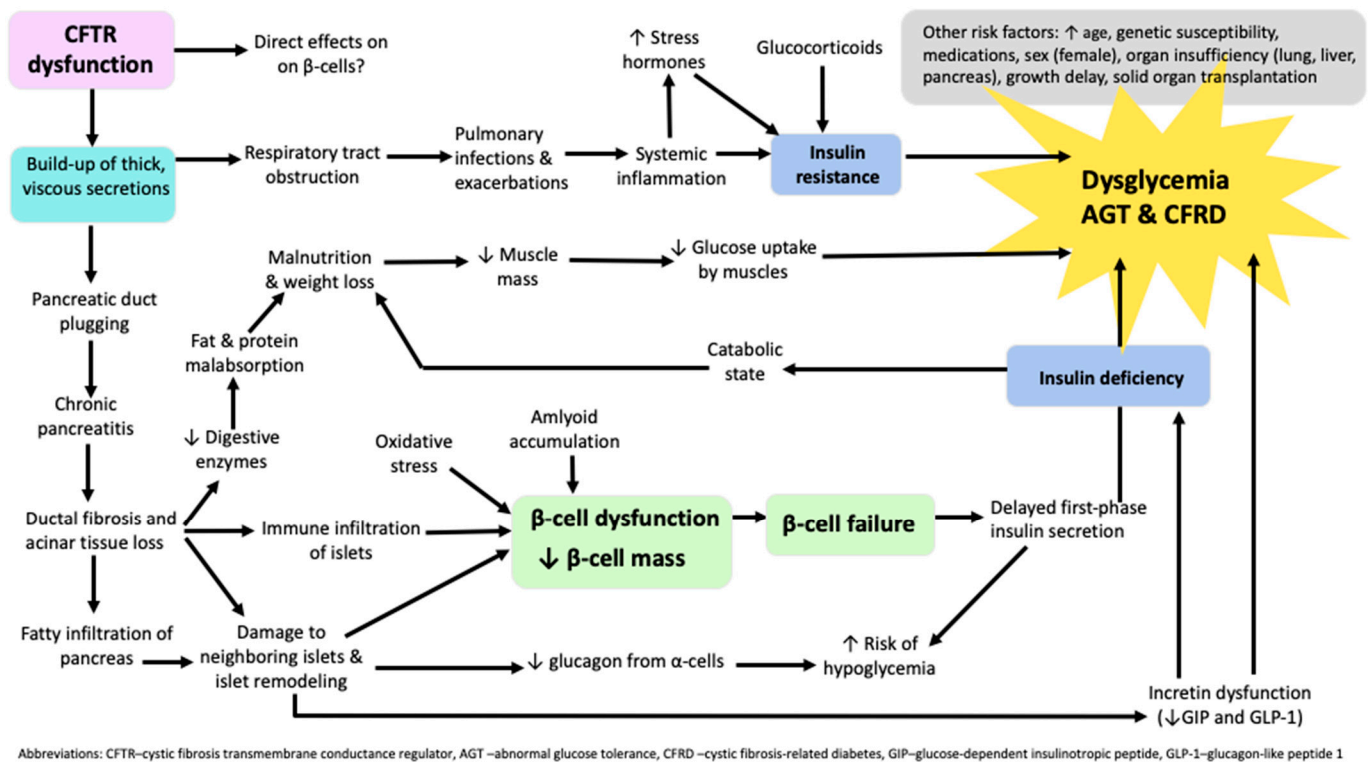 CFTR
dysfunction
Direct effects on
on β-cells?
↑ Stress
hormones
Glucocorticoids
Other risk factors: ↑ age, genetic susceptibility,
medications, sex (female), organ insufficiency (lung, liver,
pancreas), growth delay, solid organ transplantation
Build-up of thick,
viscous secretions
Respiratory tract
obstruction
Pulmonary
infections &
exacerbations
Systemic
inflammation
Insulin
resistance
Dysglycemia
AGT & CFRD
Malnutrition
& weight loss
↓ Muscle
mass
↓ Glucose uptake
by muscles
Pancreatic duct
plugging
Fat & protein
malabsorption
Catabolic
state
Insulin deficiency
Chronic
pancreatitis
↓ Digestive
enzymes
Oxidative
stress
Amlyoid
accumulation
Ductal fibrosis and
acinar tissue loss
Immune infiltration
of islets
β-cell dysfunction
↓ β-cell mass
β-cell failure
Delayed first-phase
insulin secretion
Fatty infiltration of
pancreas
Damage to
neighboring islets &
islet remodeling
↓ glucagon from α-cells
↑ Risk of
hypoglycemia
Incretin dysfunction
(↓GIP and GLP-1)
Abbreviations: CFTR–cystic fibrosis transmembrane conductance regulator, AGT –abnormal glucose tolerance, CFRD –cystic fibrosis-related diabetes, GIP–glucose-dependent insulinotropic peptide, GLP-1–glucagon-like peptide 1